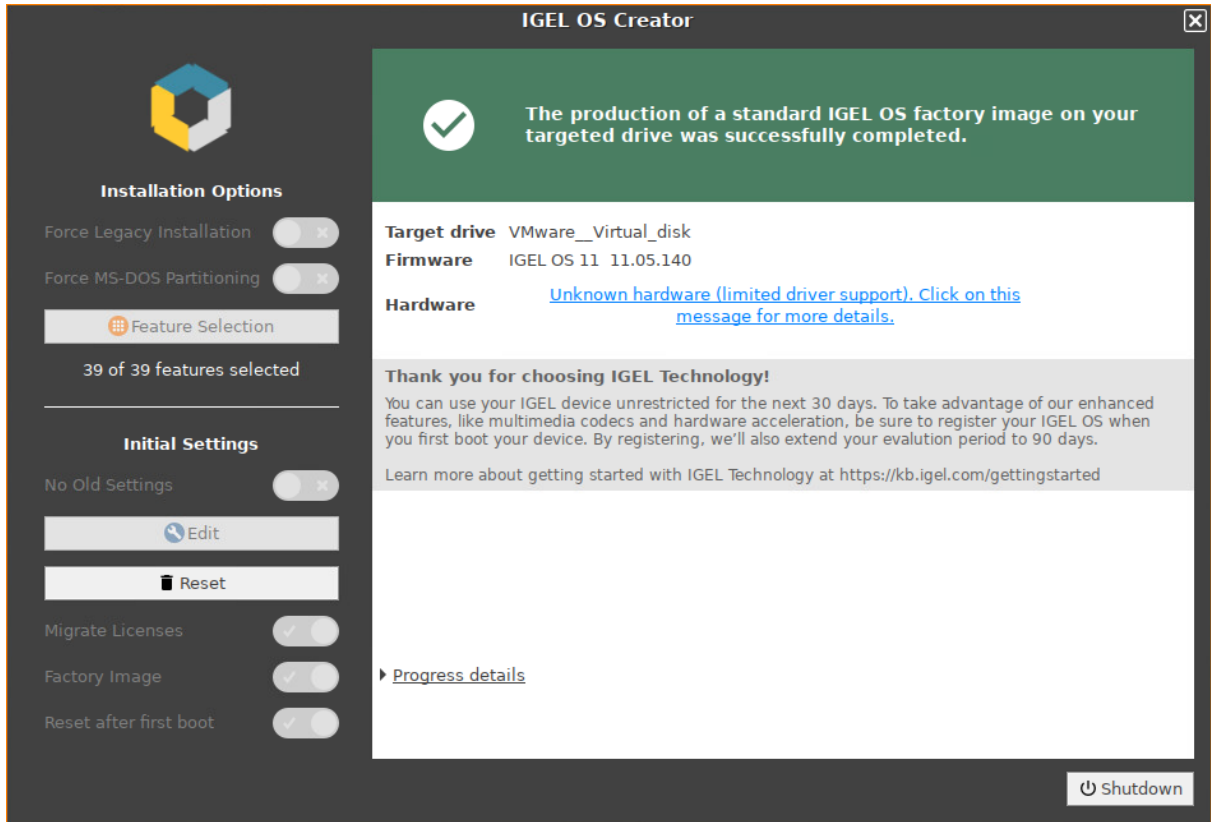 IGEL OS Creator
Installation Options
Force Legacy Installation
Force MS-DOS Partitioning
Feature Selection
39 of 39 features selected
Initial Settings
No Old Settings
Edit
Reset
Migrate Licenses
Factory Image
Reset after first boot
The production of a standard IGEL OS factory image on your
targeted drive was successfully completed.
Target drive VMware__Virtual_disk
Firmware IGEL OS 11 11.05.140
Hardware Unknown hardware (limited driver support). Click on this
message for more details.
Thank you for choosing IGEL Technology!
You can use your IGEL device unrestricted for the next 30 days. To take advantage of our enhanced
features, like multimedia codecs and hardware acceleration, be sure to register your IGEL OS when
you first boot your device. By registering, we’ll also extend your evalution period to 90 days.
Learn more about getting started with IGEL Technology at https://kb.igel.com/gettingstarted
Progress details
Shutdown